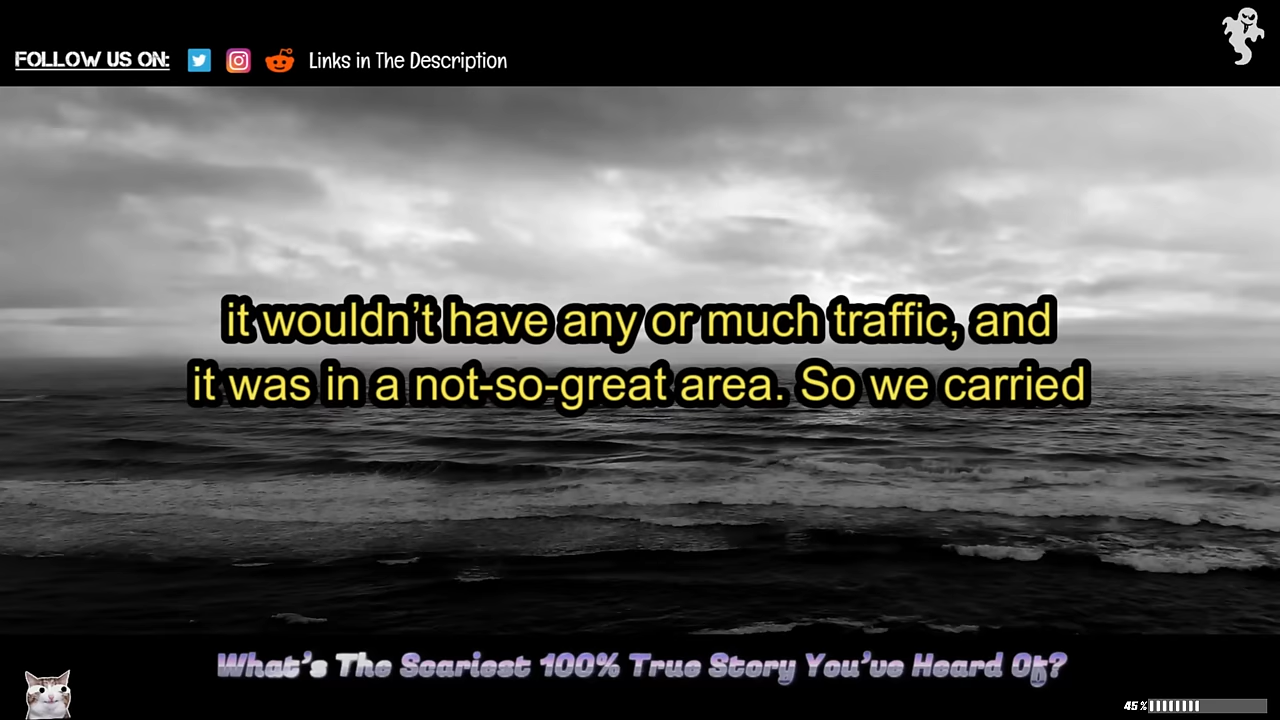 FOLLOW US ON: Links in The Description
it wouldn’t have any or much traffic, and
it was in a not-so-great area. So we carried
What's The Scariest 100% True Story You've Heard Of?
45%